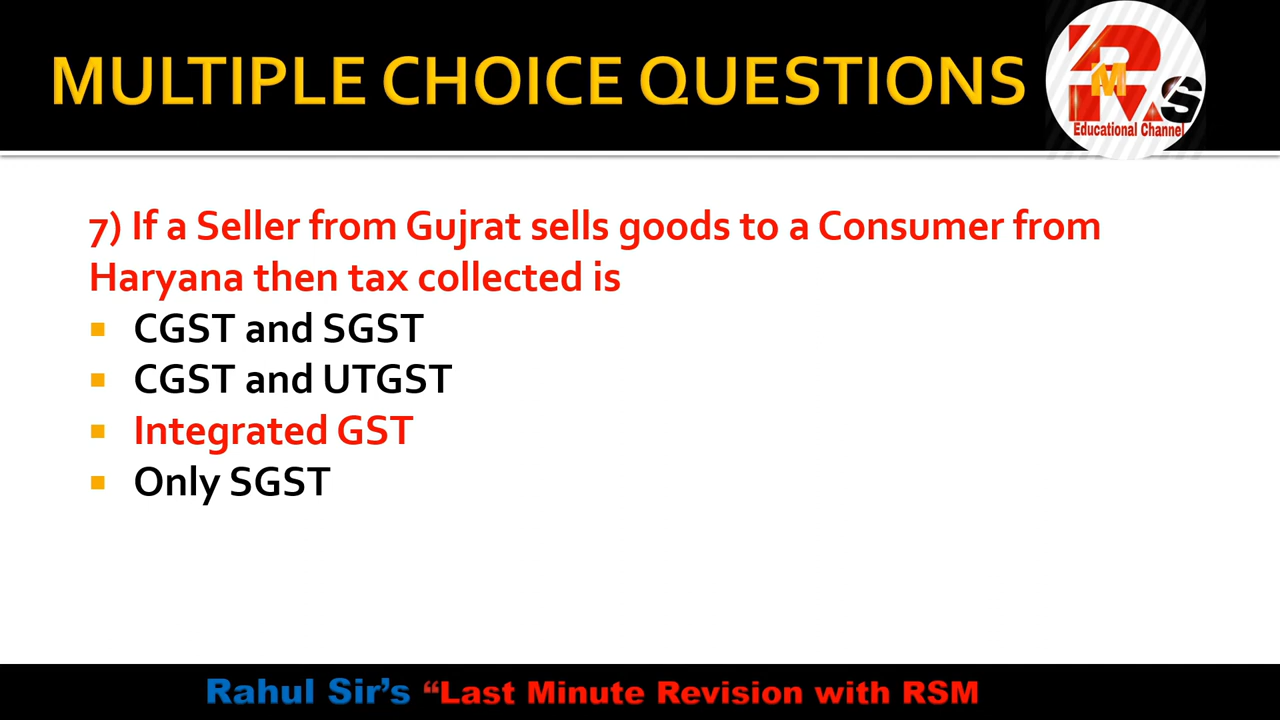 MULTIPLE CHOICE QUESTIONS
RMS
Educational Channel
7) If a Seller from Gujrat sells goods to a Consumer from
Haryana then tax collected is
CGST and SGST
CGST and UTGST
Integrated GST
Only SGST
Rahul Sir's “Last Minute Revision with RSM